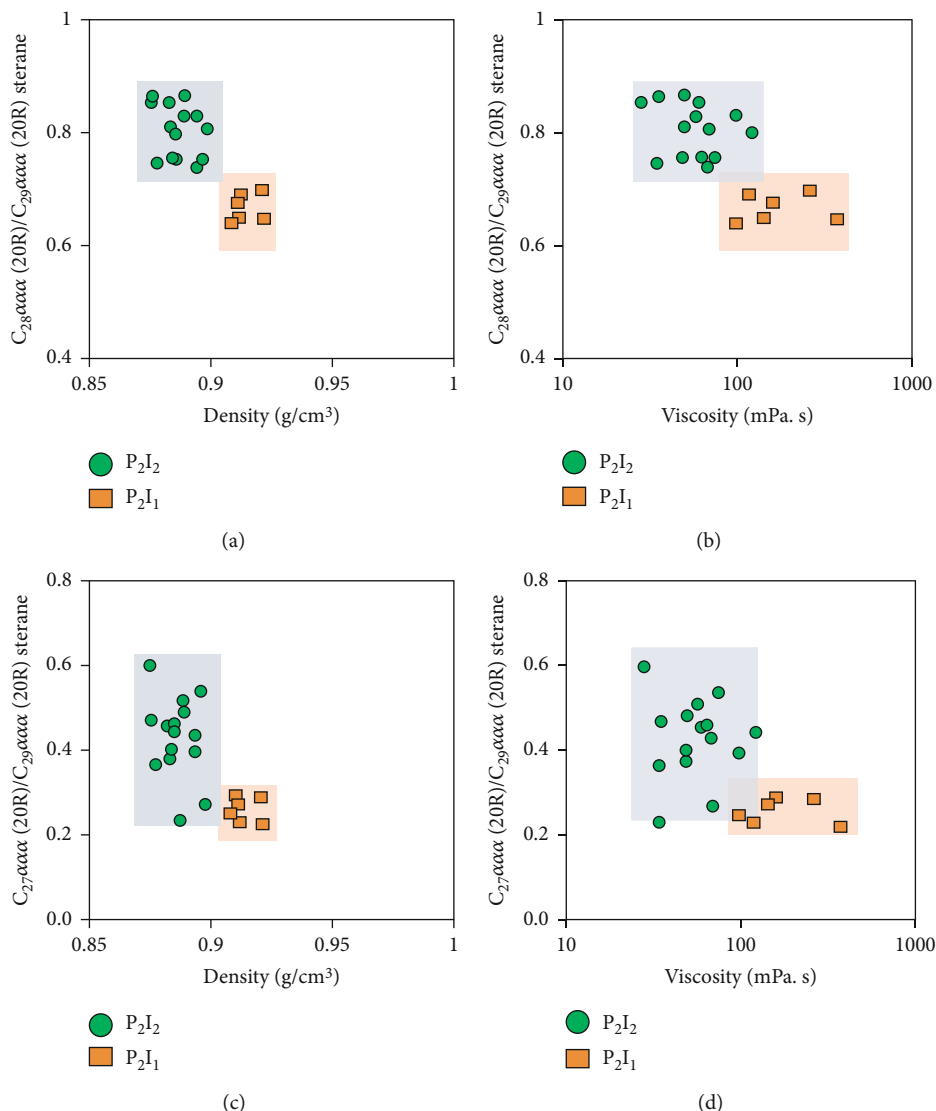 C₂₈ααα (20R)/C₂₉ααα (20R) sterane
1
0.8
0.6
0.4
0.85
0.9
0.95
1
Density (g/cm³)
P₂I₂
P₂I₁
(a)
C₂₈ααα (20R)/C₂₉ααα (20R) sterane
1
0.8
0.6
0.4
10
100
1000
Viscosity (mPa. s)
P₂I₂
P₂I₁
(b)
C₂₇ααα (20R)/C₂₉ααα (20R) sterane
0.8
0.6
0.4
0.2
0.0
0.85
0.9
0.95
1
Density (g/cm³)
P₂I₂
P₂I₁
(c)
C₂₇ααα (20R)/C₂₉ααα (20R) sterane
0.8
0.6
0.4
0.2
0.0
10
100
1000
Viscosity (mPa. s)
P₂I₂
P₂I₁
(d)